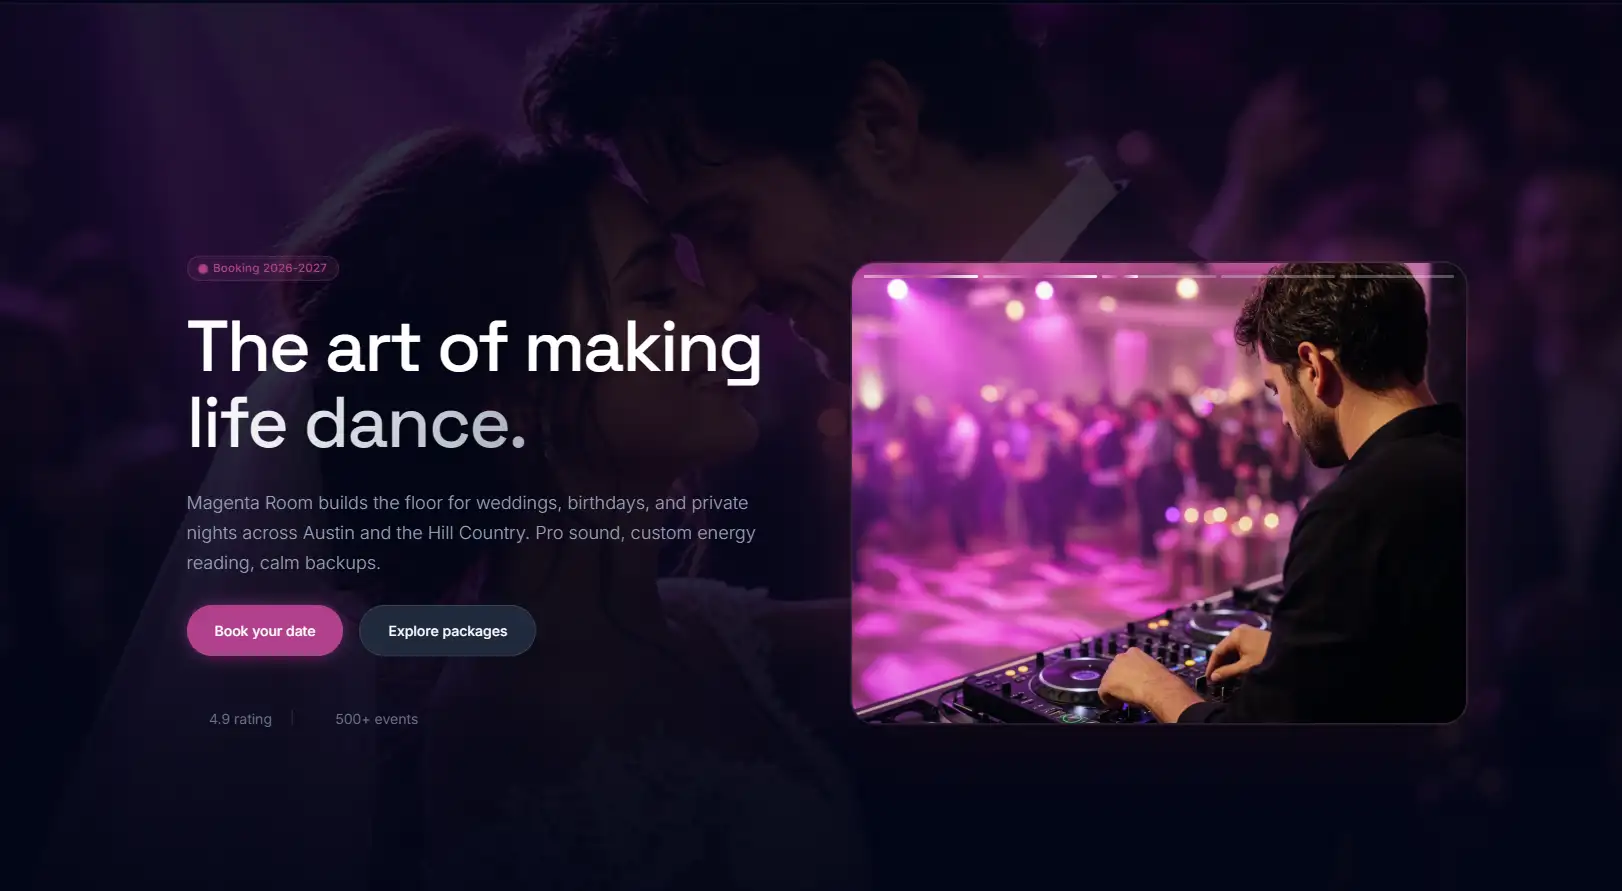 Booking 2026-2027
The art of making
life dance.
Magenta Room builds the floor for weddings, birthdays, and private
nights across Austin and the Hill Country. Pro sound, custom energy
reading, calm backups.
Book your date
Explore packages
4.9 rating
500+ events